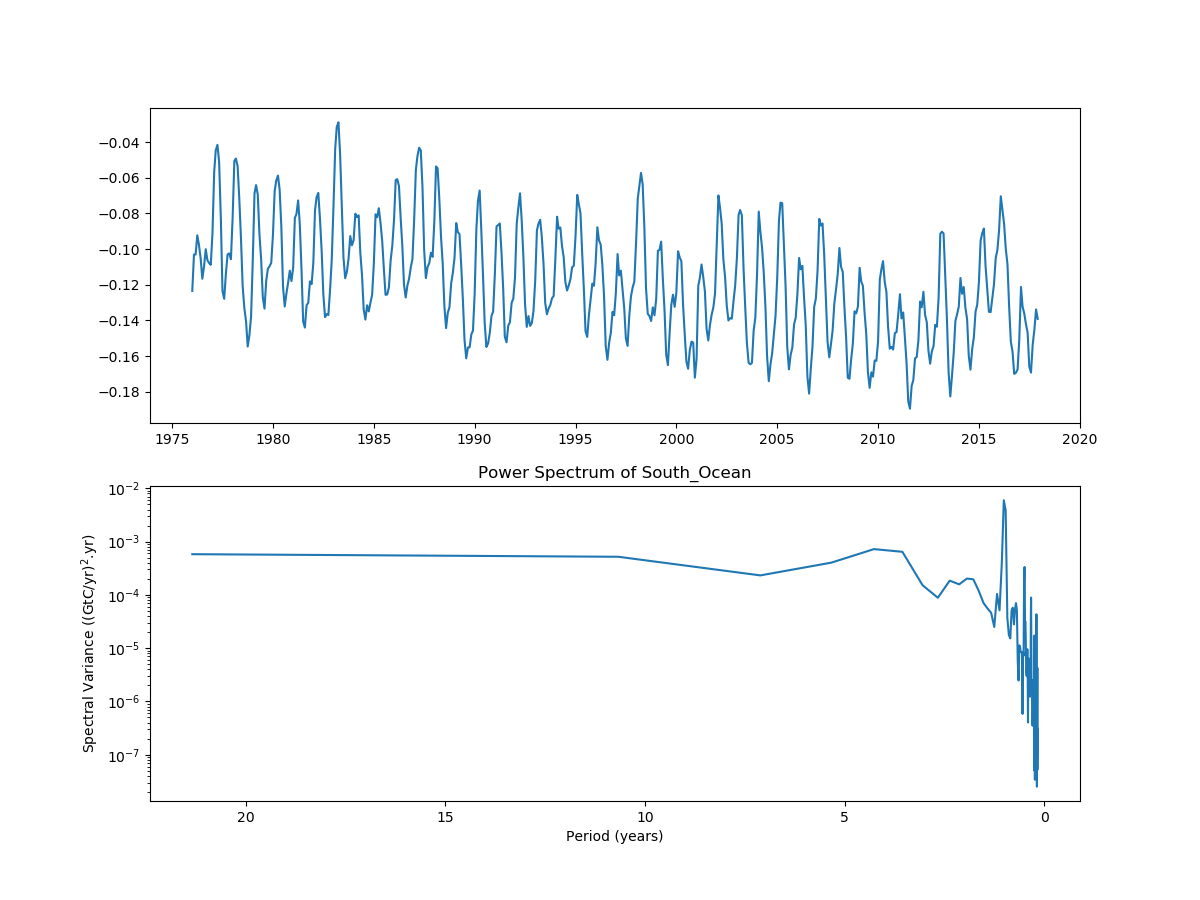 −0.04
−0.06
−0.08
−0.10
−0.12
−0.14
−0.16
−0.18
1975 1980 1985 1990 1995 2000 2005 2010 2015 2020
Power Spectrum of South_Ocean
10⁻²
10⁻³
10⁻⁴
10⁻⁵
10⁻⁶
10⁻⁷
Spectral Variance ((GtC/yr)².yr)
20 15 10 5 0
Period (years)